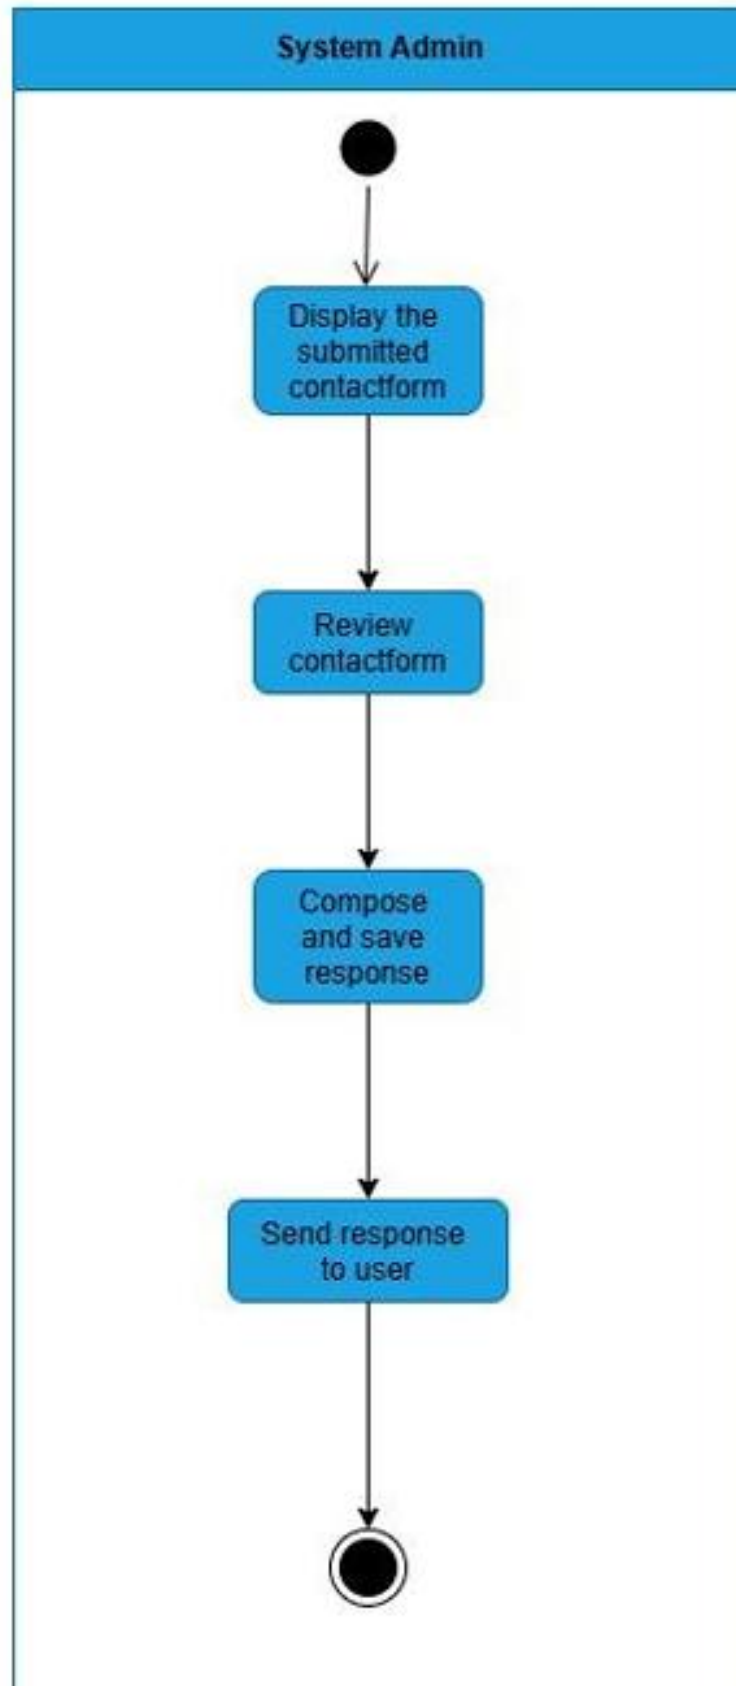 System Admin
Display the
submitted
contactform
Review
contactform
Compose
and save
response
Send response
to user